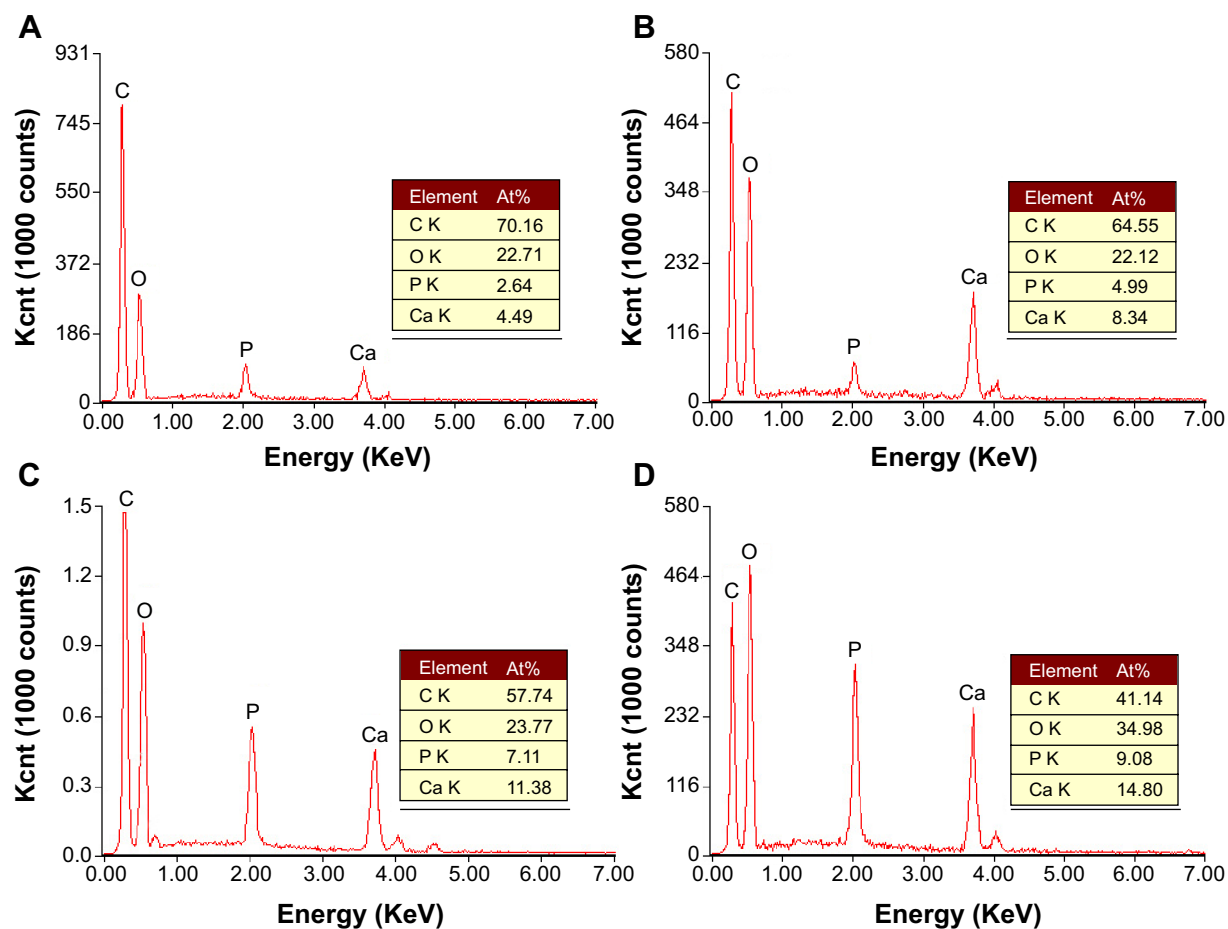 A
Kcnt (1000 counts)
931
745
550
372
186
0
C
O
P
Ca
0.00 1.00 2.00 3.00 4.00 5.00 6.00 7.00
Energy (KeV)
Element At%
C K 70.16
O K 22.71
P K 2.64
Ca K 4.49
B
Kcnt (1000 counts)
580
464
348
232
116
0
C
O
P
Ca
0.00 1.00 2.00 3.00 4.00 5.00 6.00 7.00
Energy (KeV)
Element At%
C K 64.55
O K 22.12
P K 4.99
Ca K 8.34
C
Kcnt (1000 counts)
1.5
1.2
0.9
0.6
0.3
0.0
C
O
P
Ca
0.00 1.00 2.00 3.00 4.00 5.00 6.00 7.00
Energy (KeV)
Element At%
C K 57.74
O K 23.77
P K 7.11
Ca K 11.38
D
Kcnt (1000 counts)
580
464
348
232
116
0
C
O
P
Ca
0.00 1.00 2.00 3.00 4.00 5.00 6.00 7.00
Energy (KeV)
Element At%
C K 41.14
O K 34.98
P K 9.08
Ca K 14.80